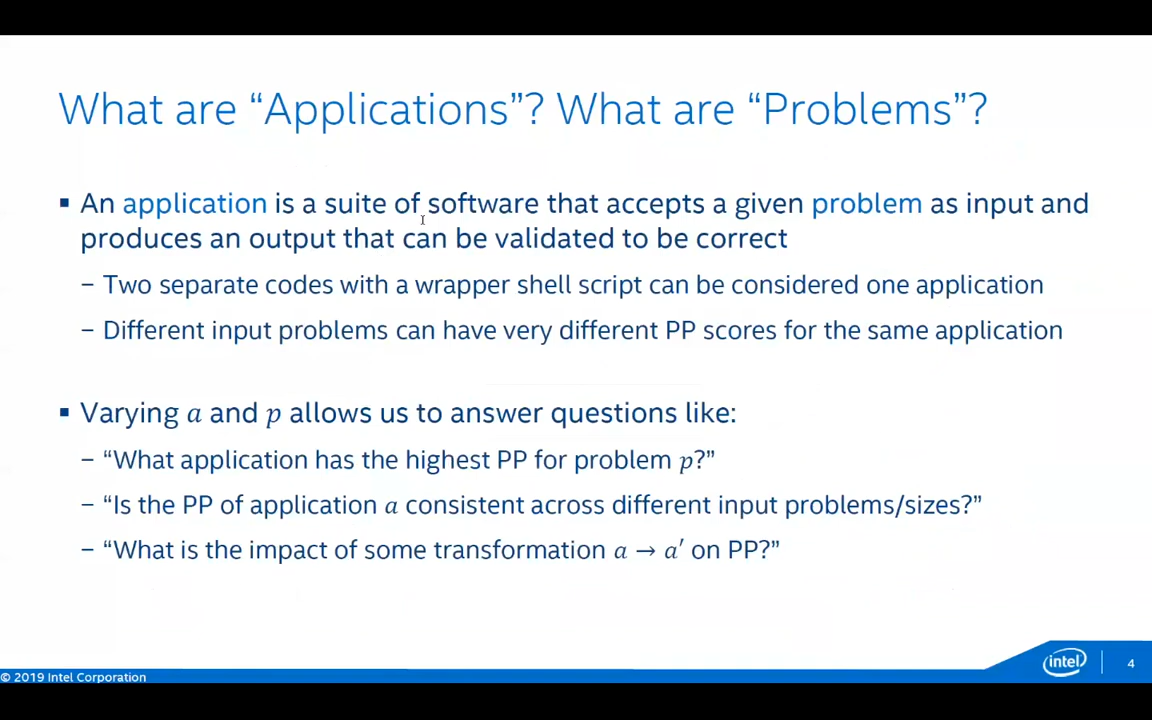 What are “Applications”? What are “Problems”?
▪ An application is a suite of software that accepts a given problem as input and
produces an output that can be validated to be correct
– Two separate codes with a wrapper shell script can be considered one application
– Different input problems can have very different PP scores for the same application
▪ Varying a and p allows us to answer questions like:
– “What application has the highest PP for problem p?”
– “Is the PP of application a consistent across different input problems/sizes?”
– “What is the impact of some transformation a → a′ on PP?”
intel
4
© 2019 Intel Corporation